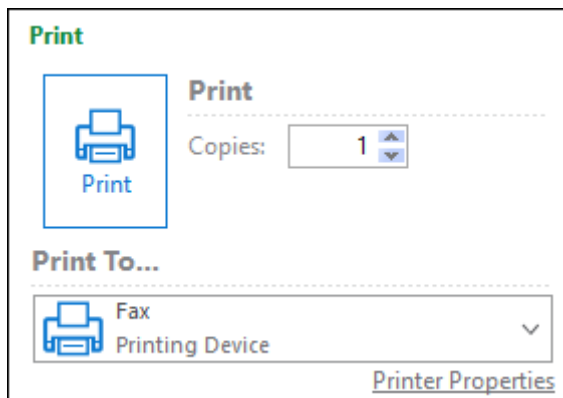 Print
Print
Copies: 1
Print
Print To...
Fax
Printing Device
Printer Properties